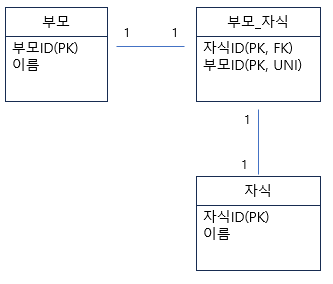 부모
부모ID(PK)
이름
1
1
부모_자식
자식ID(PK, FK)
부모ID(PK, UNI)
1
1
자식
자식ID(PK)
이름